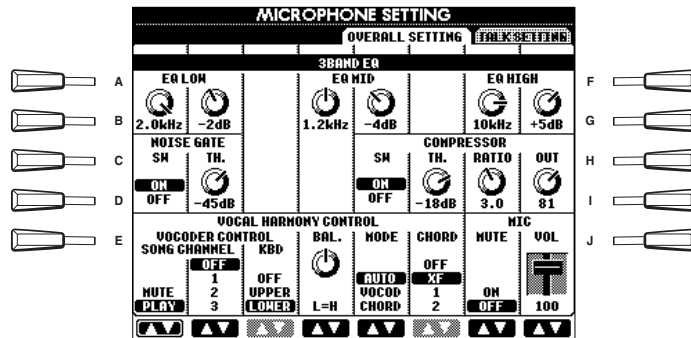 MICROPHONE SETTING
OVERALL SETTING TALK SETTING
3BAND EQ
EQ LOW EQ MID EQ HIGH
2.0kHz -2dB 1.2kHz -4dB 10kHz +5dB
NOISE GATE COMPRESSOR
SW TH. SW TH. RATIO OUT
ON ON
OFF -45dB OFF -18dB 3.0 81
VOCAL HARMONY CONTROL MIC
VOCODER CONTROL BAL. MODE CHORD MUTE VOL
SONG CHANNEL KBD
OFF OFF
1 OFF AUTO XF
MUTE 2 UPPER VOCOD 1 ON
PLAY 3 LOWER L=H CHORD 2 OFF 100
A
B
C
D
E
F
G
H
I
J